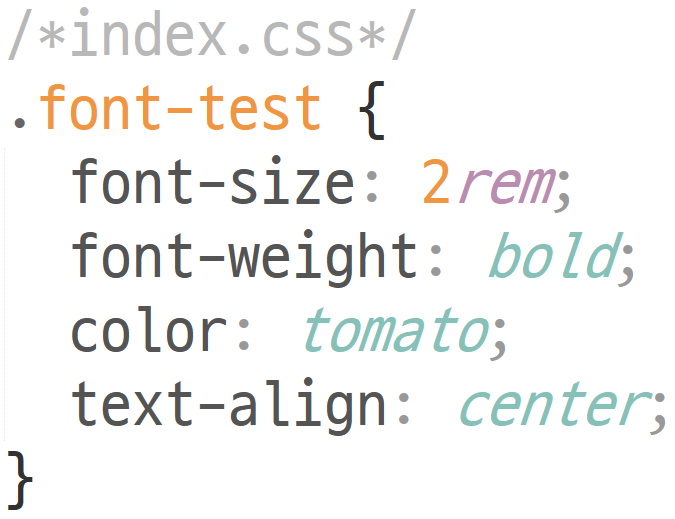 /*index.css*/
.font-test {
  font-size: 2rem;
  font-weight: bold;
  color: tomato;
  text-align: center;
}